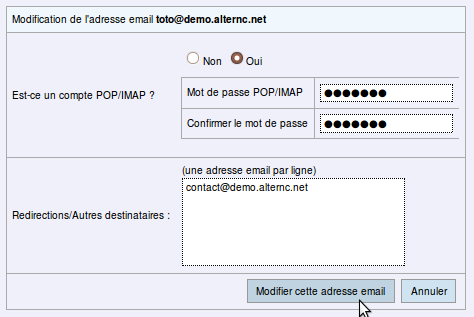 Modification de l'adresse email toto@demo.alternc.net
Non Oui
Est-ce un compte POP/IMAP ?
Mot de passe POP/IMAP ●●●●●●●
Confirmer le mot de passe ●●●●●●●
(une adresse email par ligne)
contact@demo.alternc.net
Redirections/Autres destinataires :
Modifier cette adresse email Annuler